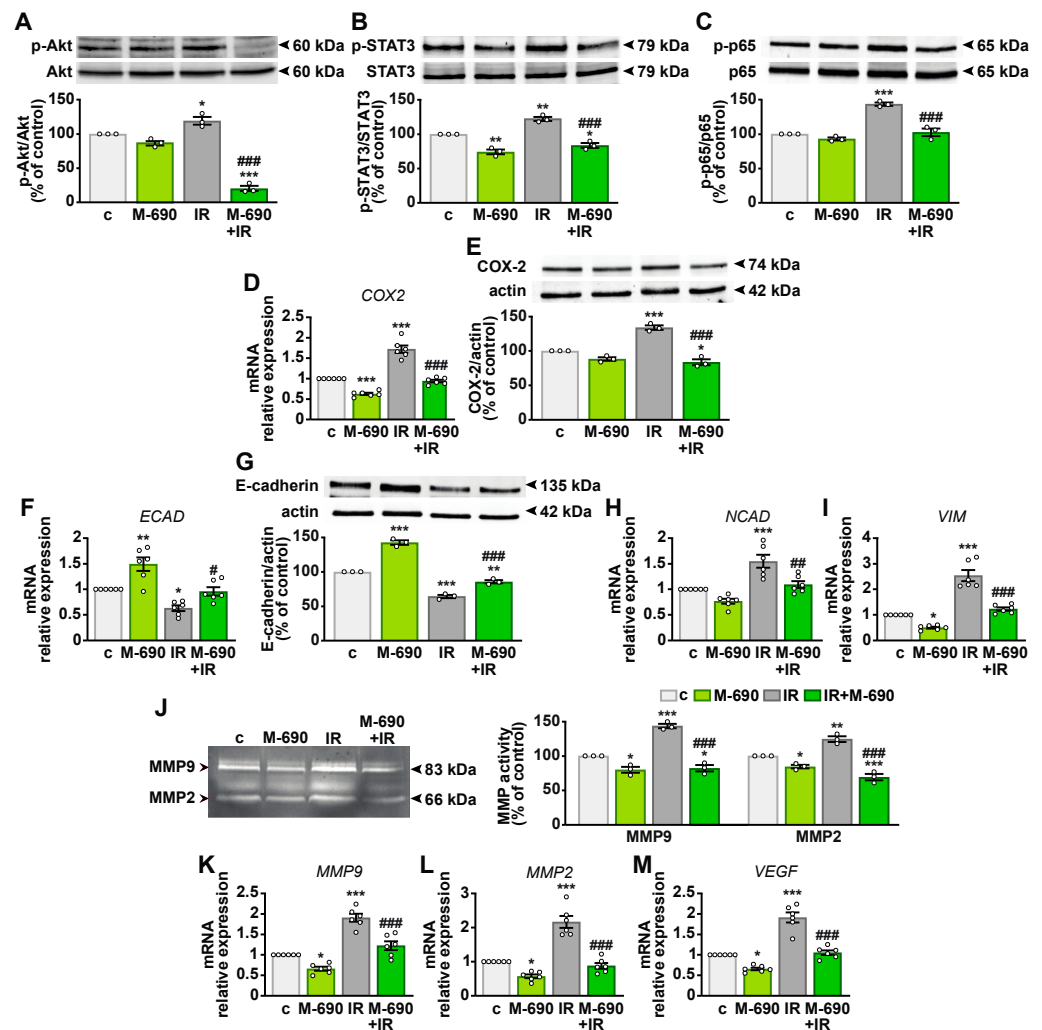 A
p-Akt
60 kDa
Akt
60 kDa
p-Akt/Akt
(% of control)
150
100
50
0
*
###
***
c M-690 IR M-690
+IR
B
p-STAT3
79 kDa
STAT3
79 kDa
p-STAT3/STAT3
(% of control)
150
100
50
0
**
**
###
*
c M-690 IR M-690
+IR
C
p-p65
65 kDa
p65
65 kDa
p-p65/p65
(% of control)
150
100
50
0
***
###
c M-690 IR M-690
+IR
D
COX2
mRNA
relative expression
2.5
2
1.5
1
0.5
0
***
***
###
c M-690 IR M-690
+IR
E
COX-2
74 kDa
actin
42 kDa
COX-2/actin
(% of control)
150
100
50
0
***
###
*
c M-690 IR M-690
+IR
F
ECAD
mRNA
relative expression
2
1.5
1
0.5
0
**
*
#
c M-690 IR M-690
+IR
G
E-cadherin
135 kDa
actin
42 kDa
E-cadherin/actin
(% of control)
150
100
50
0
***
***
###
**
c M-690 IR M-690
+IR
H
NCAD
mRNA
relative expression
2
1.5
1
0.5
0
***
##
c M-690 IR M-690
+IR
I
VIM
mRNA
relative expression
4
3
2
1
0
*
***
###
c M-690 IR M-690
+IR
J
c M-690 IR M-690
+IR
MMP9
83 kDa
MMP2
66 kDa
c M-690 IR IR+M-690
MMP activity
(% of control)
150
100
50
0
*
***
###
*
*
**
###
***
MMP9 MMP2
K
MMP9
mRNA
relative expression
2.5
2
1.5
1
0.5
0
*
***
###
c M-690 IR M-690
+IR
L
MMP2
mRNA
relative expression
3
2
1
0
*
***
###
c M-690 IR M-690
+IR
M
VEGF
mRNA
relative expression
2.5
2
1.5
1
0.5
0
*
***
###
c M-690 IR M-690
+IR